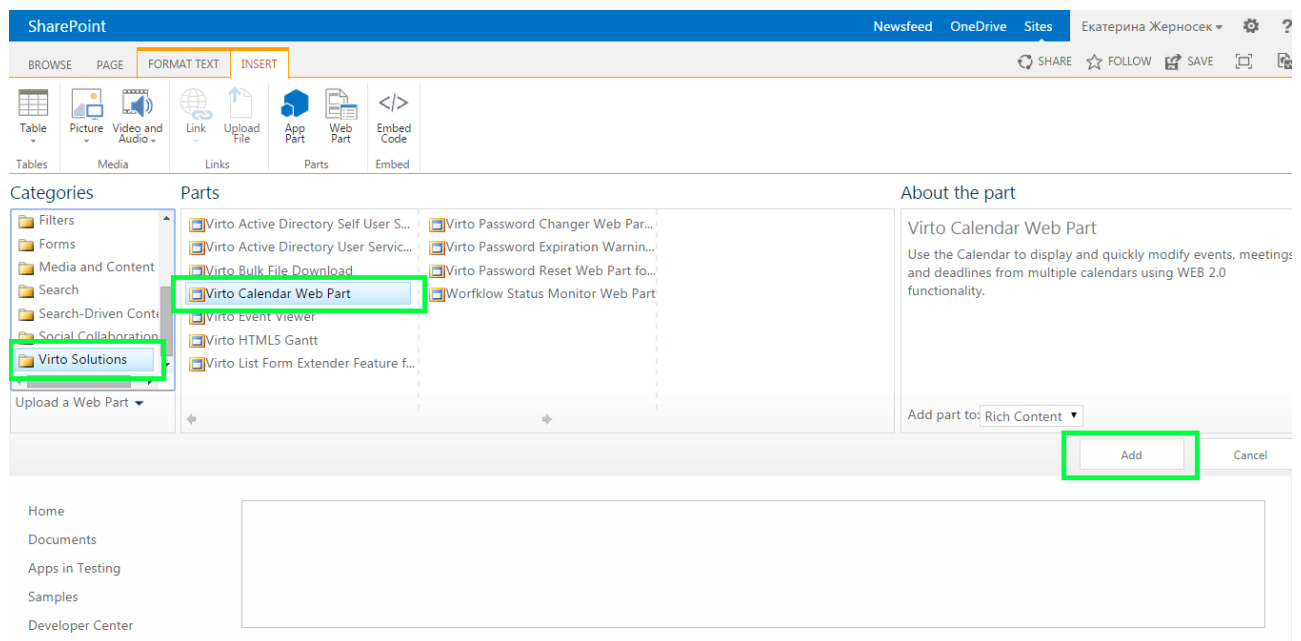 SharePoint
Newsfeed OneDrive Sites Екатерина Жерносек ?
BROWSE PAGE FORMAT TEXT INSERT
SHARE FOLLOW SAVE
Table Picture Video and Audio Link Upload File App Part Web Part Embed Code
Tables Media Links Parts Embed
Categories
Filters
Forms
Media and Content
Search
Search-Driven Conte
Social Collaboration
Virto Solutions
Upload a Web Part
Parts
Virto Active Directory Self User S...
Virto Active Directory User Servic...
Virto Bulk File Download
Virto Calendar Web Part
Virto Event Viewer
Virto HTML5 Gantt
Virto List Form Extender Feature f...
Virto Password Changer Web Par...
Virto Password Expiration Warnin...
Virto Password Reset Web Part fo...
Worfklow Status Monitor Web Part
About the part
Virto Calendar Web Part
Use the Calendar to display and quickly modify events, meetings
and deadlines from multiple calendars using WEB 2.0
functionality.
Add part to: Rich Content
Add Cancel
Home
Documents
Apps in Testing
Samples
Developer Center